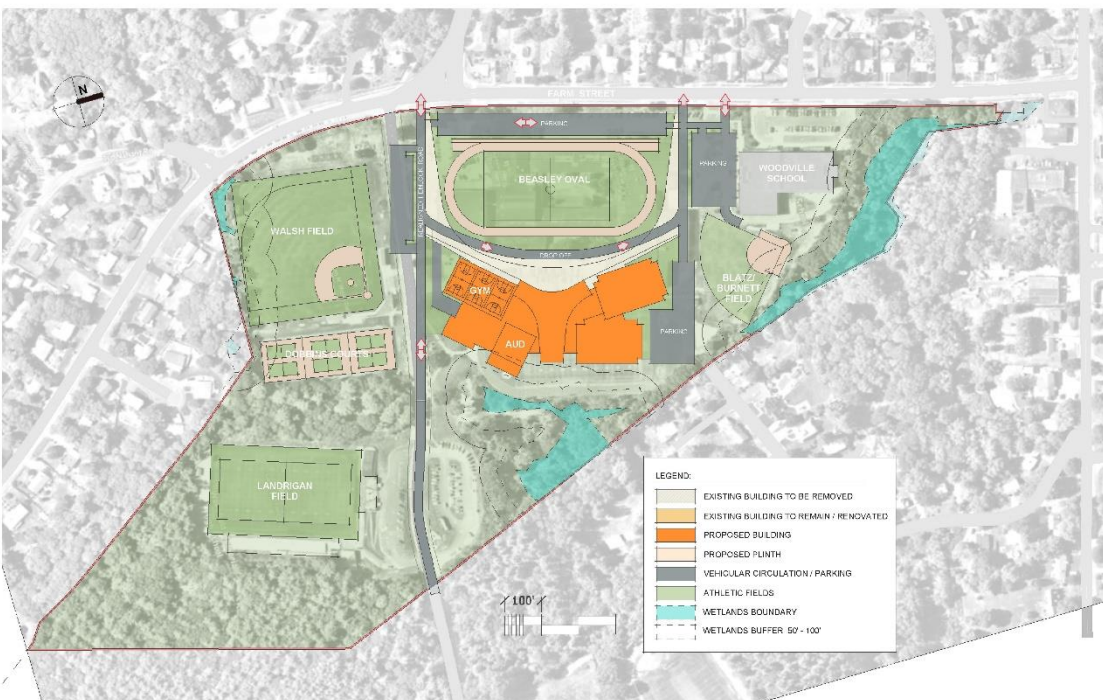 N
FARM STREET
PARKING
BEASLEY OVAL
PARKING
WOODVILLE
SCHOOL
WALSH FIELD
DROP OFF
GYM
BLATZ/
BURNETT
FIELD
AUD
PARKING
DOBBINS COURTS
LANDRIGAN
FIELD
100'
LEGEND:
EXISTING BUILDING TO BE REMOVED
EXISTING BUILDING TO REMAIN / RENOVATED
PROPOSED BUILDING
PROPOSED PLINTH
VEHICULAR CIRCULATION / PARKING
ATHLETIC FIELDS
WETLANDS BOUNDARY
WETLANDS BUFFER 50' - 100'